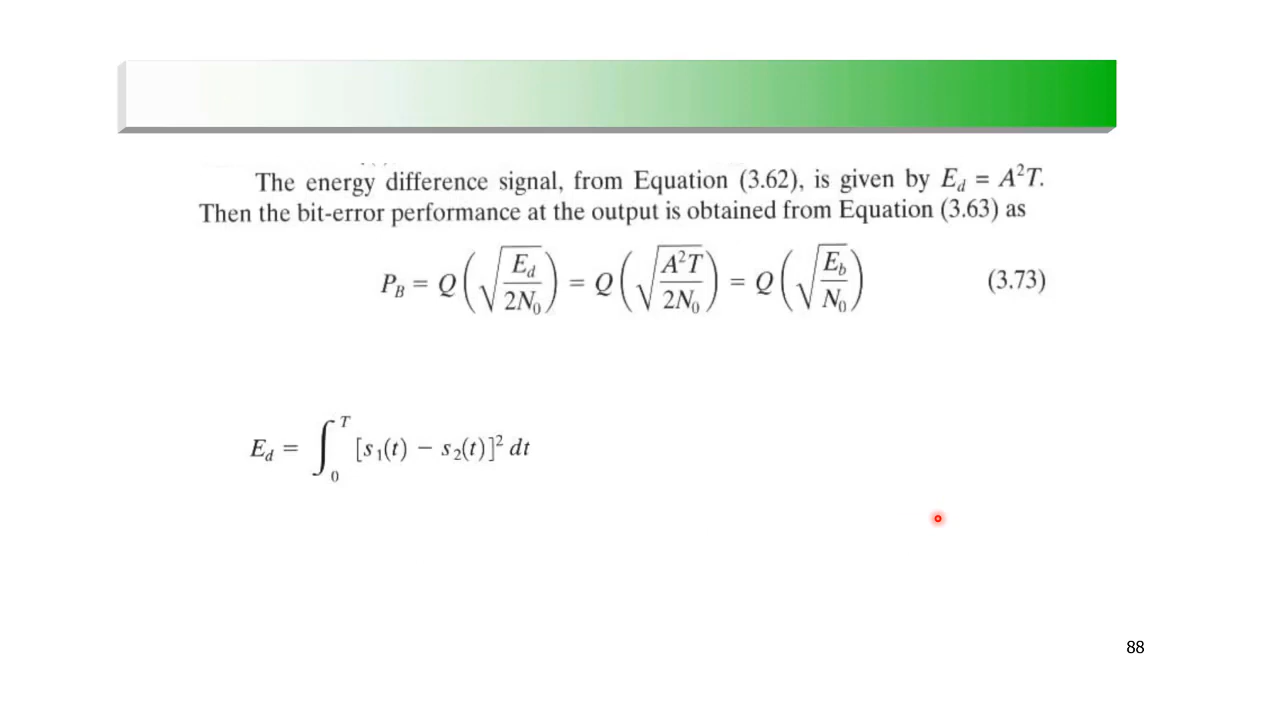 The energy difference signal, from Equation (3.62), is given by E_d = A²T.
Then the bit-error performance at the output is obtained from Equation (3.63) as
P_B = Q(√(E_d / 2N_0)) = Q(√(A²T / 2N_0)) = Q(√(E_b / N_0)) (3.73)
E_d = ∫_0^T [s_1(t) − s_2(t)]² dt
88